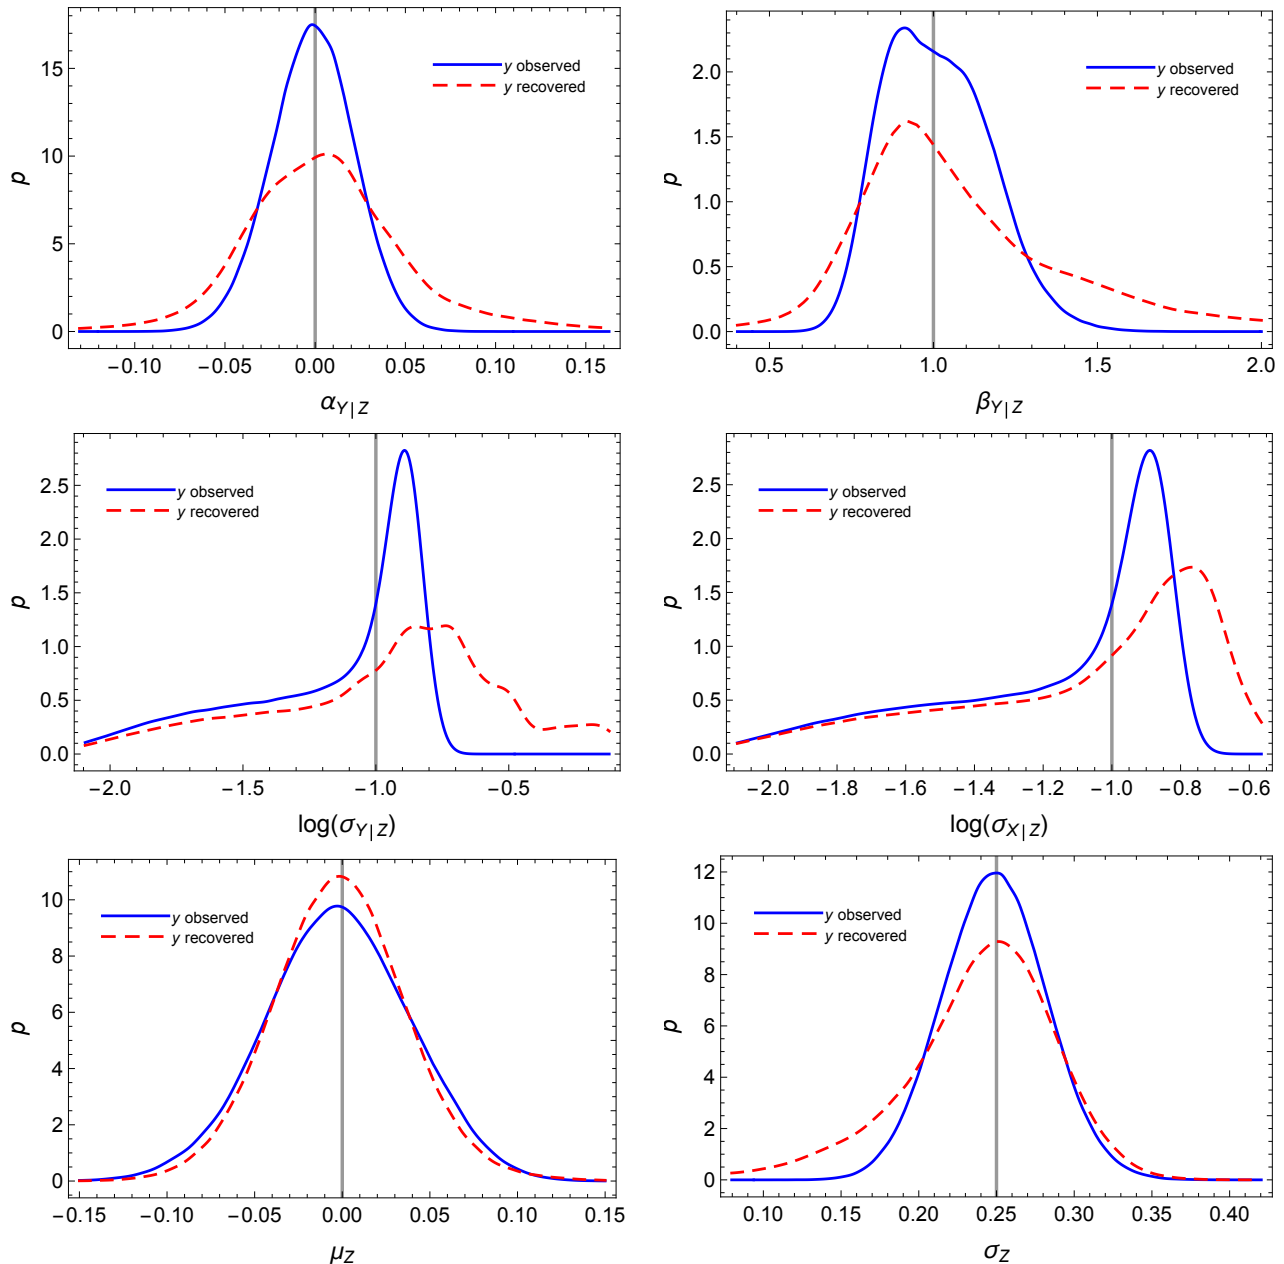 p
15
10
5
0
y observed
y recovered
−0.10 −0.05 0.00 0.05 0.10 0.15
α_{Y|Z}
p
2.0
1.5
1.0
0.5
0.0
y observed
y recovered
0.5 1.0 1.5 2.0
β_{Y|Z}
p
2.5
2.0
1.5
1.0
0.5
0.0
y observed
y recovered
−2.0 −1.5 −1.0 −0.5
log(σ_{Y|Z})
p
2.5
2.0
1.5
1.0
0.5
0.0
y observed
y recovered
−2.0 −1.8 −1.6 −1.4 −1.2 −1.0 −0.8 −0.6
log(σ_{X|Z})
p
10
8
6
4
2
0
y observed
y recovered
−0.15 −0.10 −0.05 0.00 0.05 0.10 0.15
μ_Z
p
12
10
8
6
4
2
0
y observed
y recovered
0.10 0.15 0.20 0.25 0.30 0.35 0.40
σ_Z